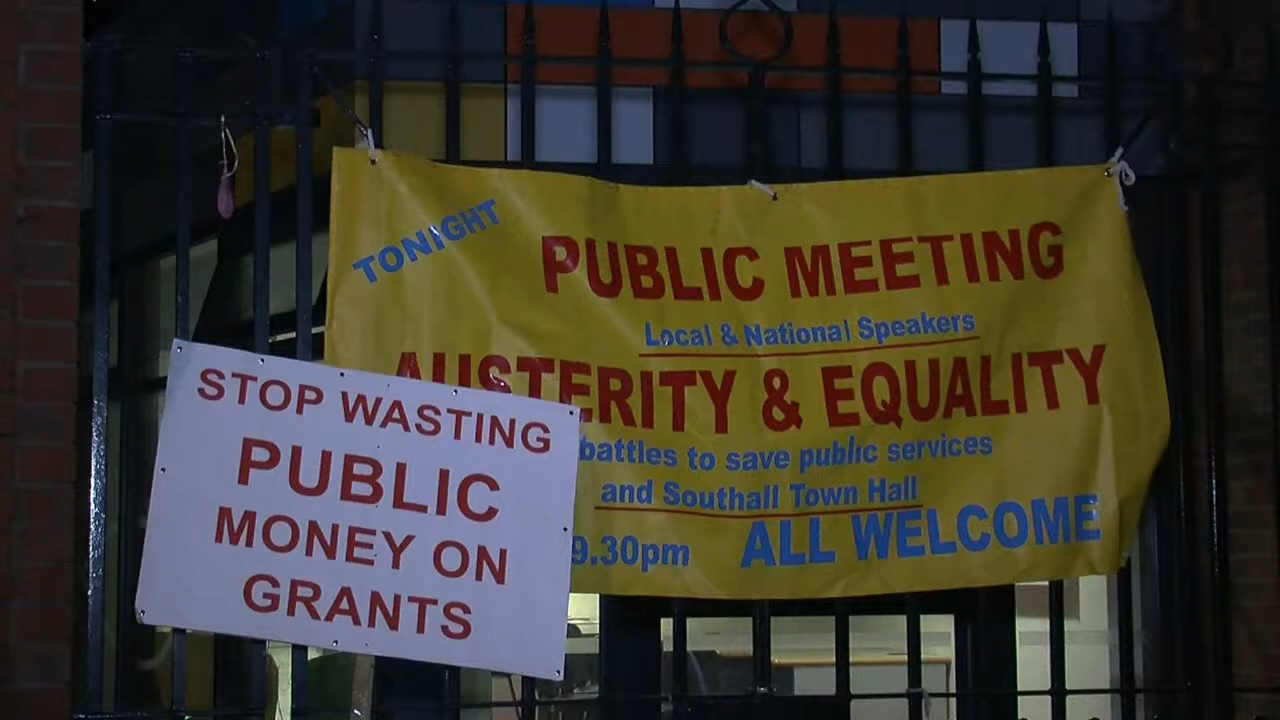 TONIGHT
PUBLIC MEETING
Local & National Speakers
AUSTERITY & EQUALITY
battles to save public services
and Southall Town Hall
9.30pm
ALL WELCOME
STOP WASTING
PUBLIC
MONEY ON
GRANTS